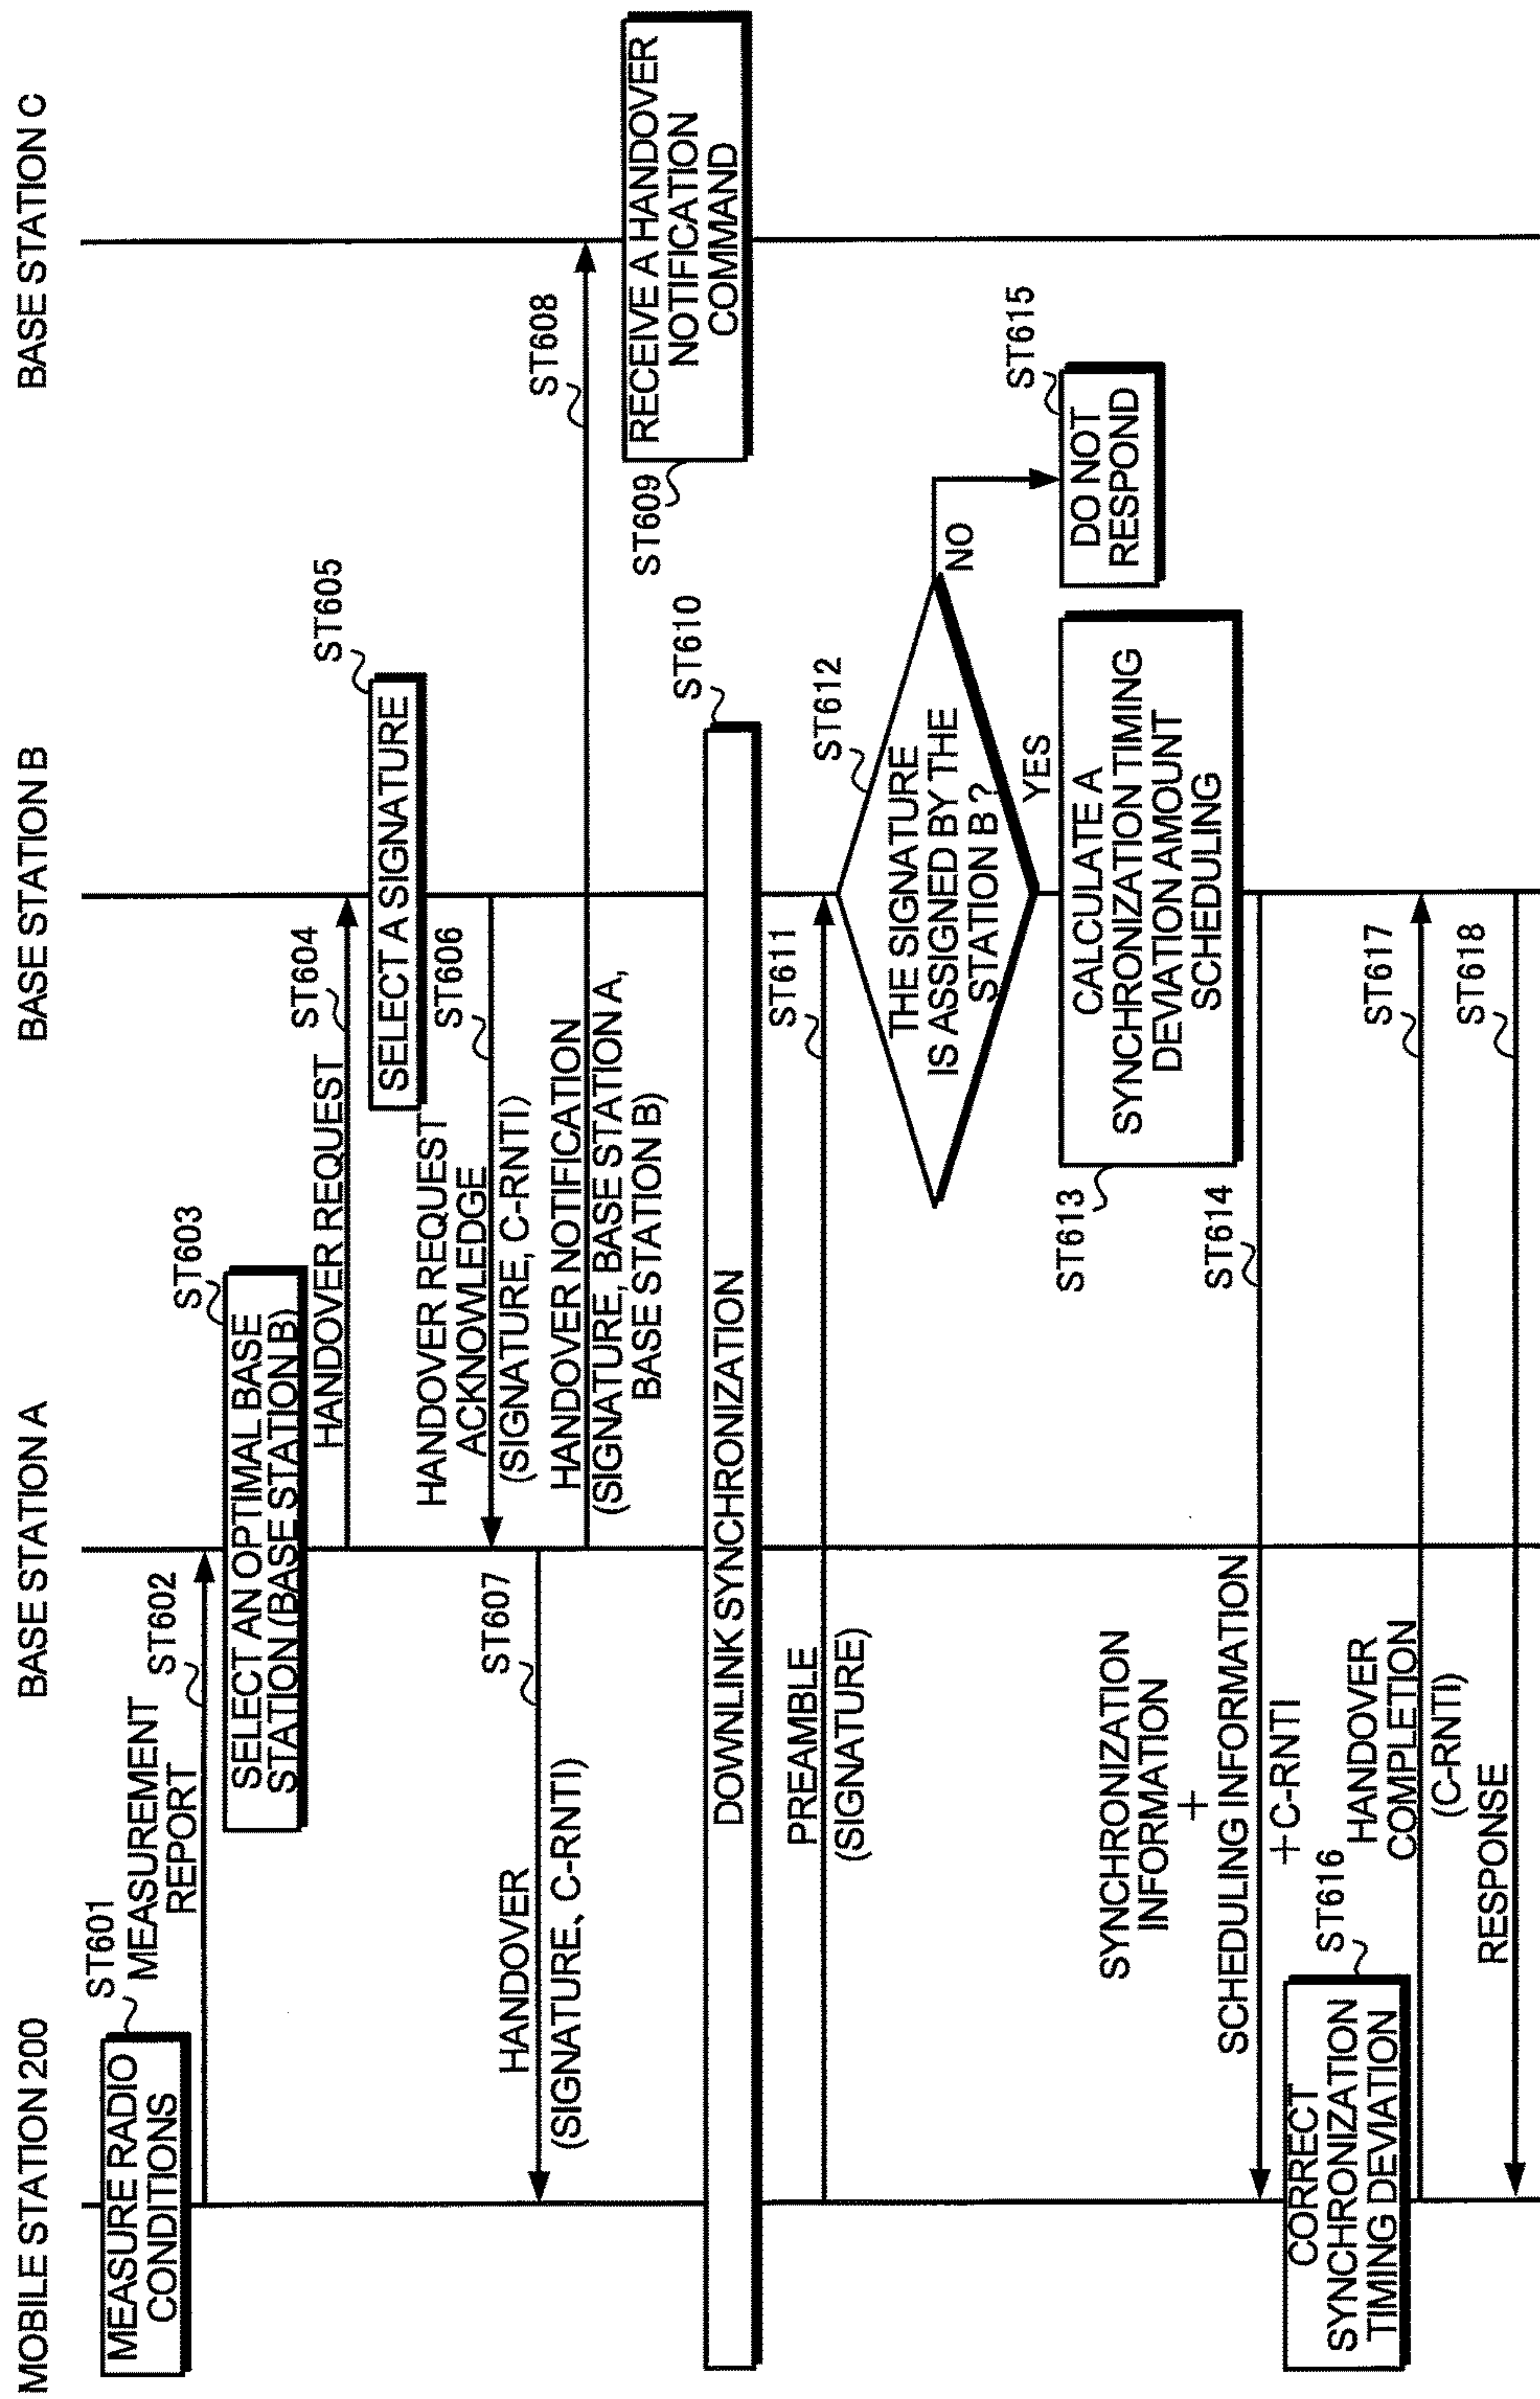 MOBILE STATION 200
BASE STATION A
BASE STATION B
BASE STATION C
ST601
MEASURE RADIO
CONDITIONS
MEASUREMENT
REPORT
ST602
ST603
SELECT AN OPTIMAL BASE
STATION (BASE STATION B)
HANDOVER REQUEST
ST604
ST605
SELECT A SIGNATURE
HANDOVER REQUEST
ACKNOWLEDGE
(SIGNATURE, C-RNTI)
ST606
HANDOVER
(SIGNATURE、C-RNTI)
ST607
HANDOVER NOTIFICATION
(SIGNATURE, BASE STATION A,
BASE STATION B)
ST608
ST609
RECEIVE A HANDOVER
NOTIFICATION
COMMAND
ST610
DOWNLINK SYNCHRONIZATION
PREAMBLE
(SIGNATURE)
ST611
ST612
THE SIGNATURE
IS ASSIGNED BY THE
STATION B ?
NO
YES
ST615
DO NOT
RESPOND
ST613
CALCULATE A
SYNCHRONIZATION TIMING
DEVIATION AMOUNT
SCHEDULING
SYNCHRONIZATION
INFORMATION
+
SCHEDULING INFORMATION
+C-RNTI
ST614
ST616
CORRECT
SYNCHRONIZATION
TIMING DEVIATION
HANDOVER
COMPLETION
(C-RNTI)
ST617
RESPONSE
ST618